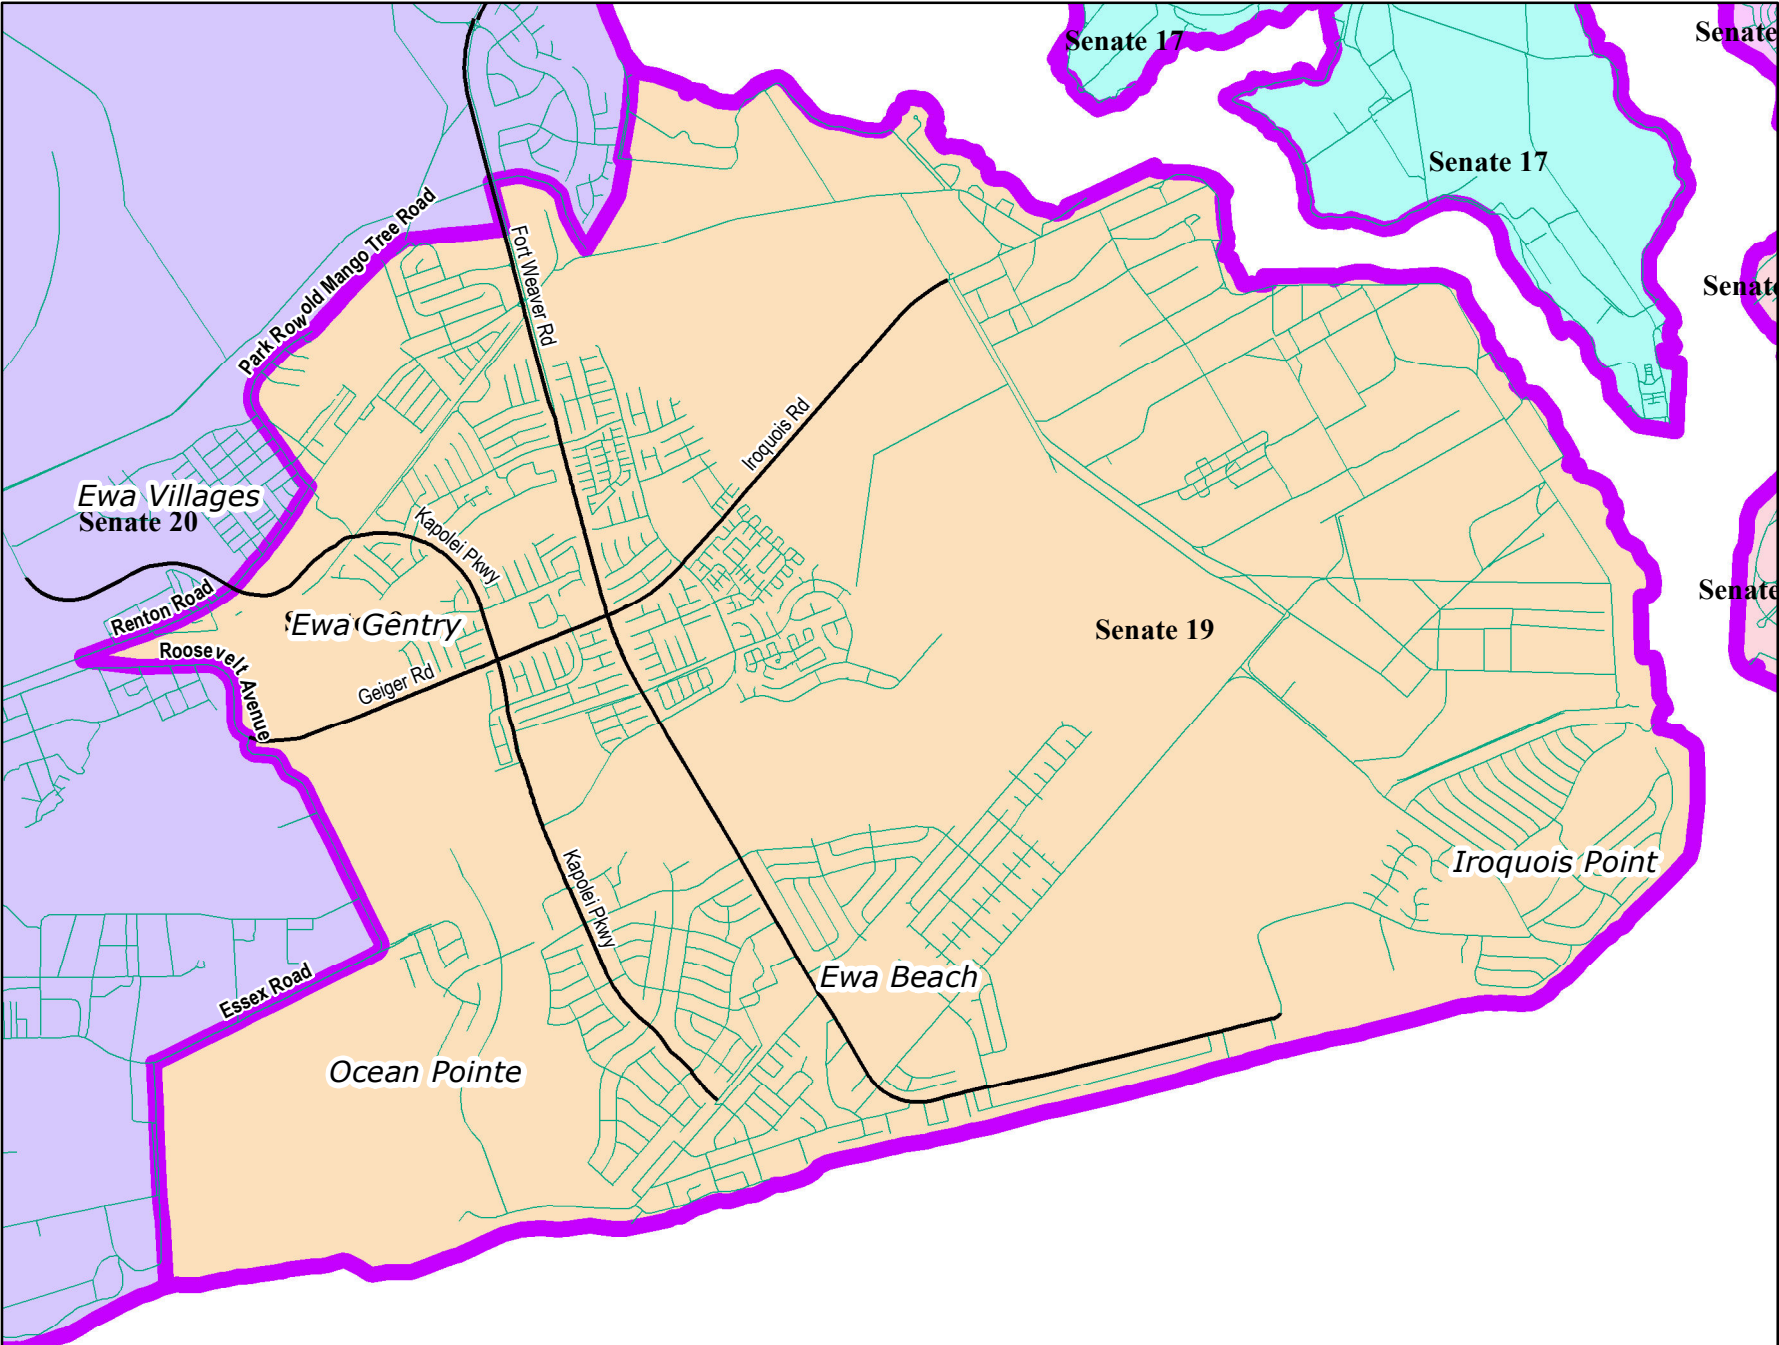 Senate 17
Senate
Senate 17
Park Row
old Mango Tree Road
Fort Weaver Rd
Senate
Iroquois Rd
Ewa Villages
Senate 20
Kapolei Pkwy
Renton Road
Ewa Gentry
Senate 19
Senate
Roosevelt Avenue
Geiger Rd
Kapolei Pkwy
Iroquois Point
Essex Road
Ewa Beach
Ocean Pointe